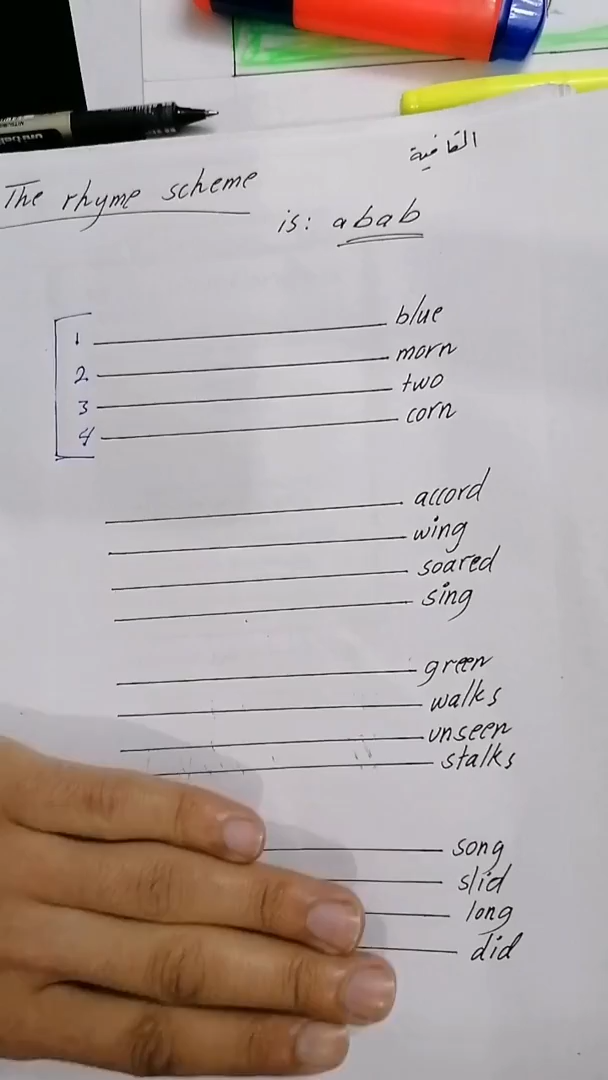 القافية
The rhyme scheme
is: abab
1 blue
2 morn
3 two
4 corn
accord
wing
soared
sing
green
walks
unseen
stalks
song
slid
long
did